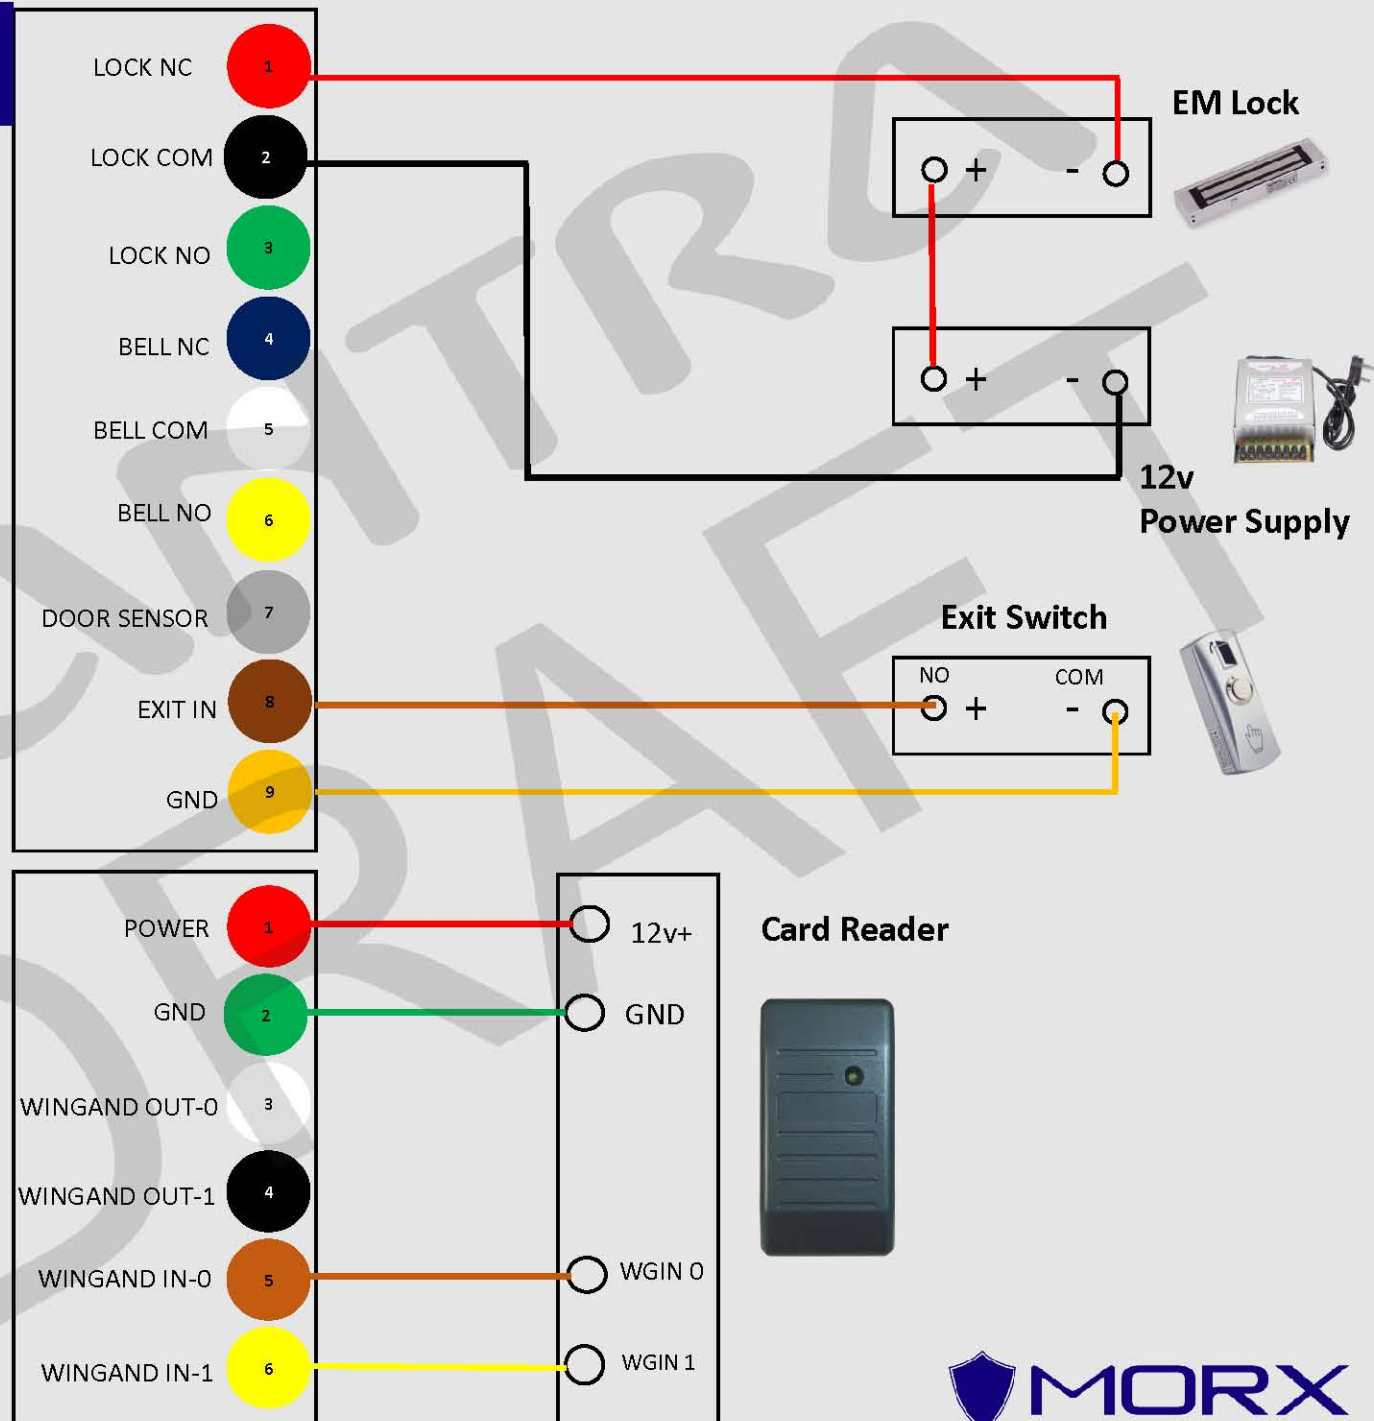 LOCK NC
1
LOCK COM
2
LOCK NO
3
BELL NC
4
BELL COM
5
BELL NO
6
DOOR SENSOR
7
EXIT IN
8
GND
9
EM Lock
+ -
+ -
12v
Power Supply
Exit Switch
NO COM
+ -
POWER
1
GND
2
WINGAND OUT-0
3
WINGAND OUT-1
4
WINGAND IN-0
5
WINGAND IN-1
6
12v+
GND
WGIN 0
WGIN 1
Card Reader
MORX
DRAFT